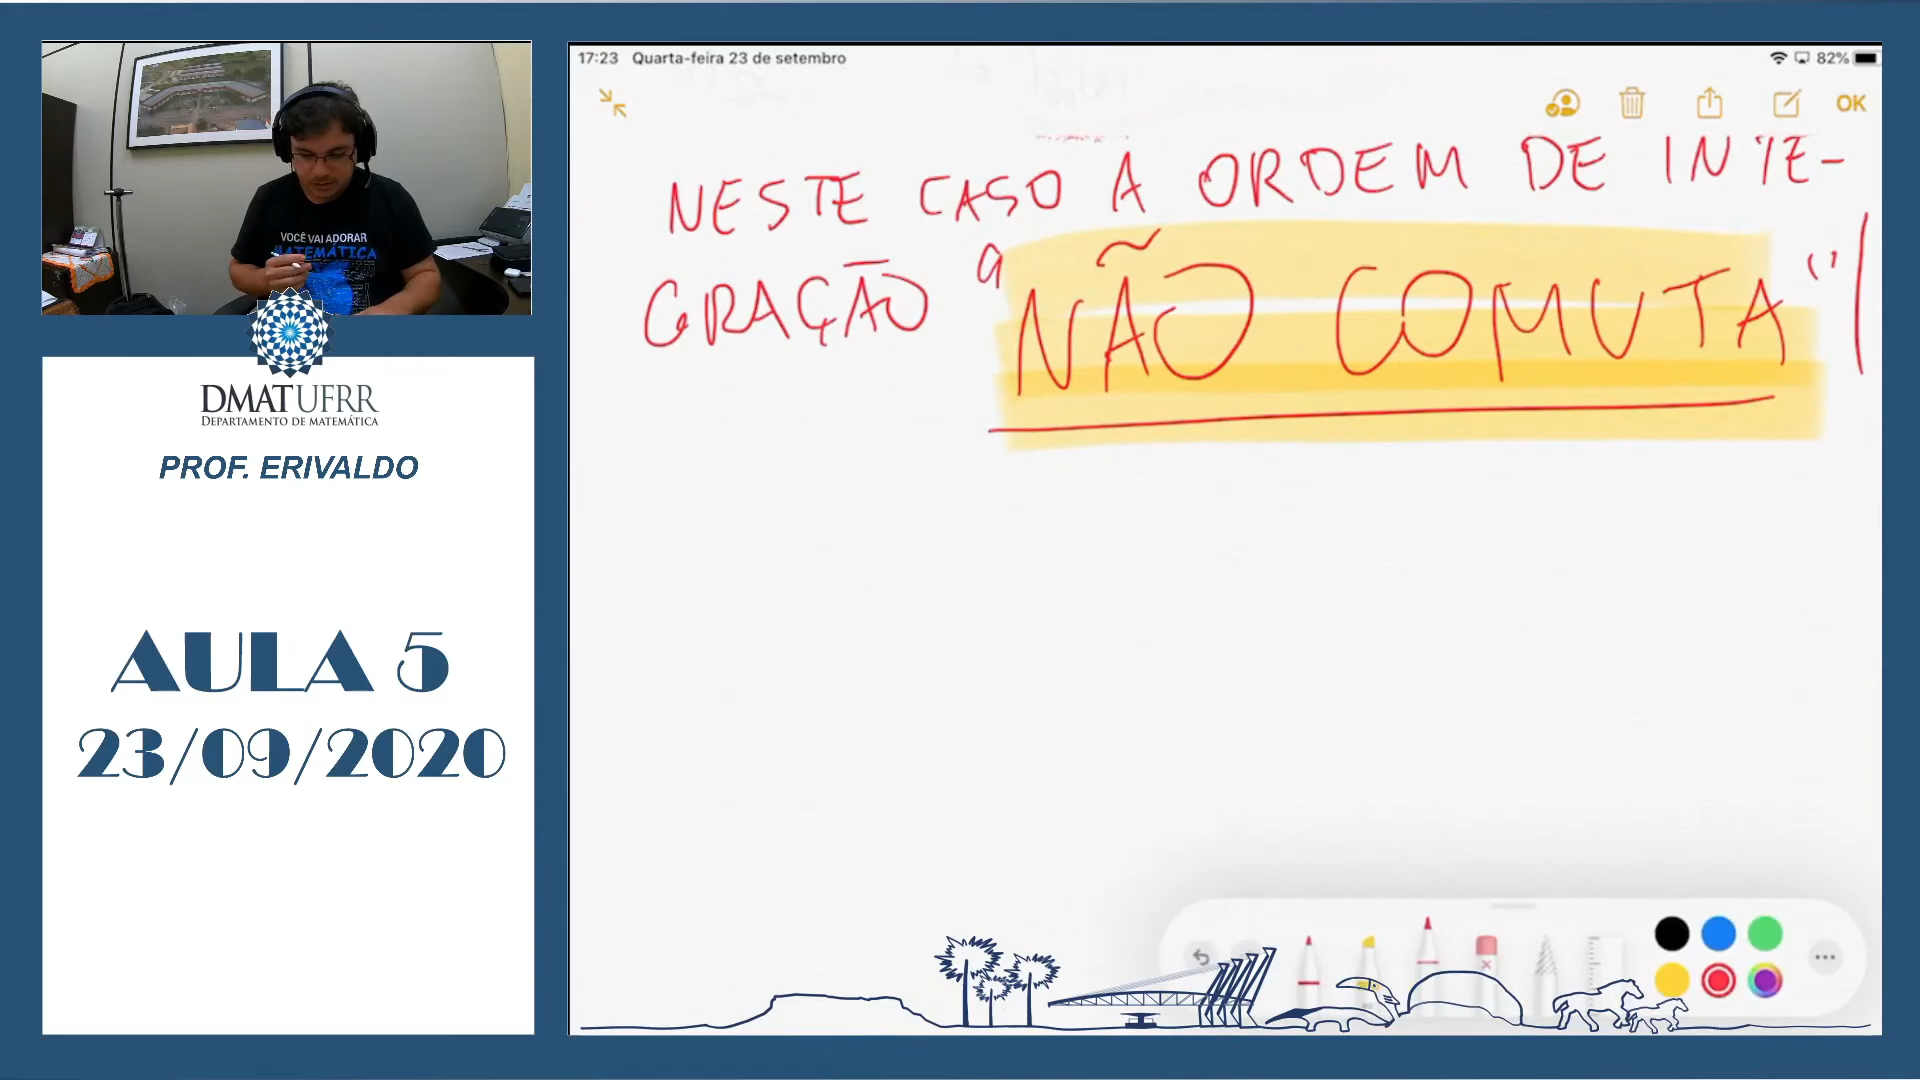 17:23 Quarta-feira 23 de setembro
82%
OK
NESTE CASO A ORDEM DE INTE-
GRAÇÃO "NÃO COMUTA"
VOCÊ VAI ADORAR
MATEMÁTICA
DMATUFRR
DEPARTAMENTO DE MATEMÁTICA
PROF. ERIVALDO
AULA 5
23/09/2020